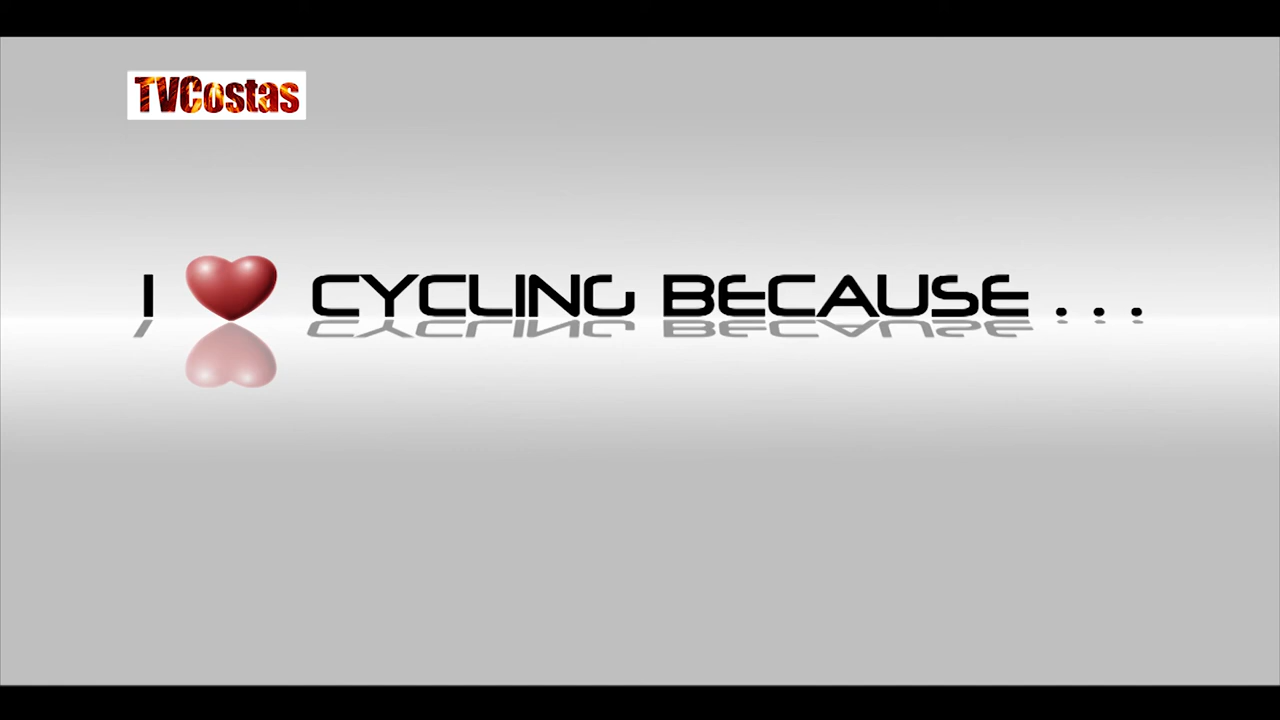 TVCostas
I ❤ CYCLING BECAUSE . . .